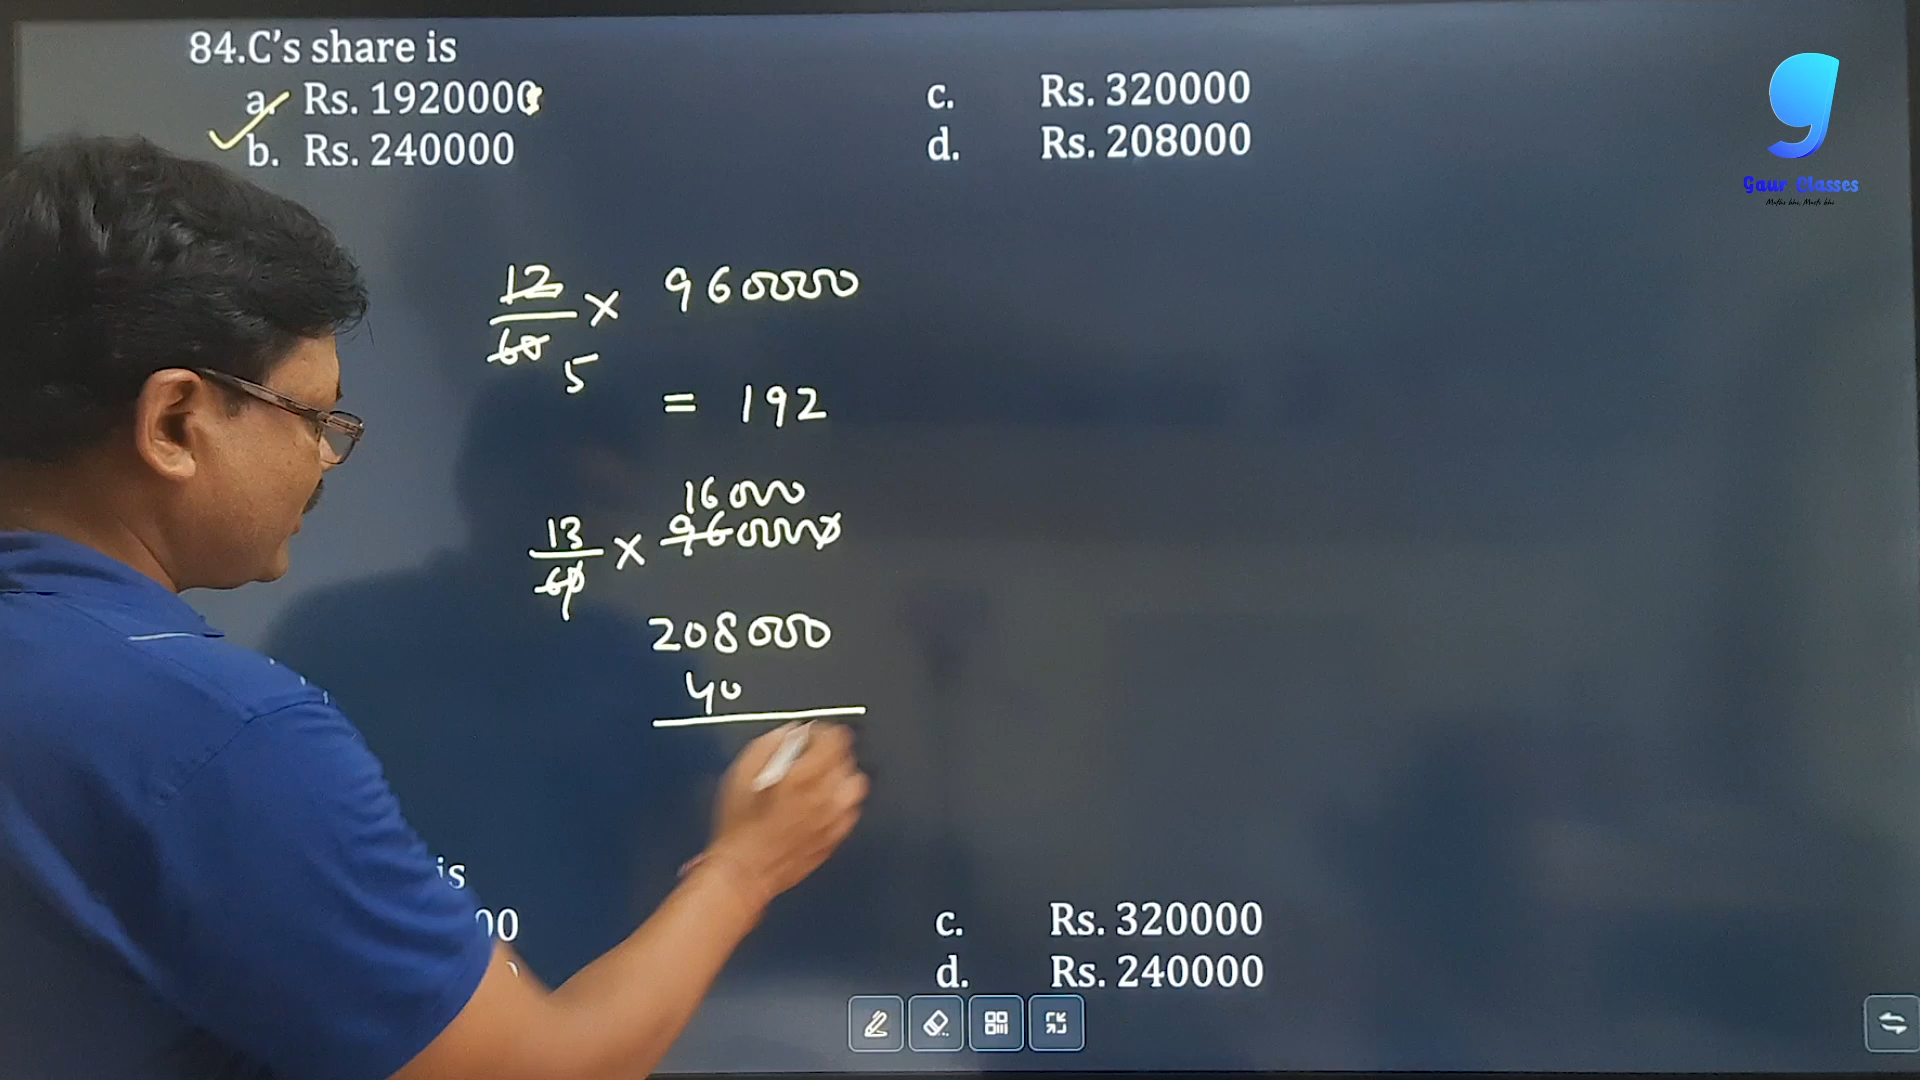 84.C's share is
a. Rs. 1920000
b. Rs. 240000
c. Rs. 320000
d. Rs. 208000
Gaur Classes
12/60 × 960000
5
= 192
16000
13/60 × 960000
208000
40
is
00
c. Rs. 320000
d. Rs. 240000